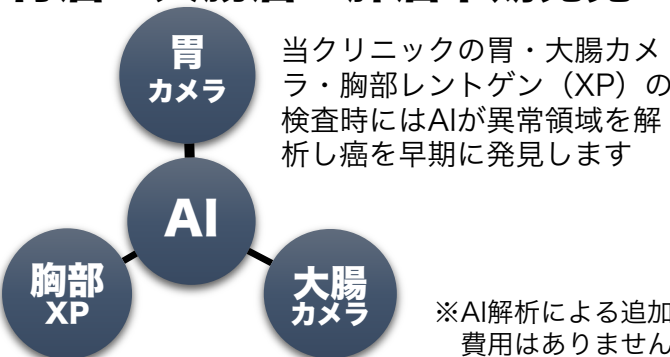 胃
カメラ
当クリニックの胃・大腸カメ
ラ・胸部レントゲン（XP）の
検査時にはAIが異常領域を解
析し癌を早期に発見します
AI
胸部
XP
大腸
カメラ
※AI解析による追加
費用はありません